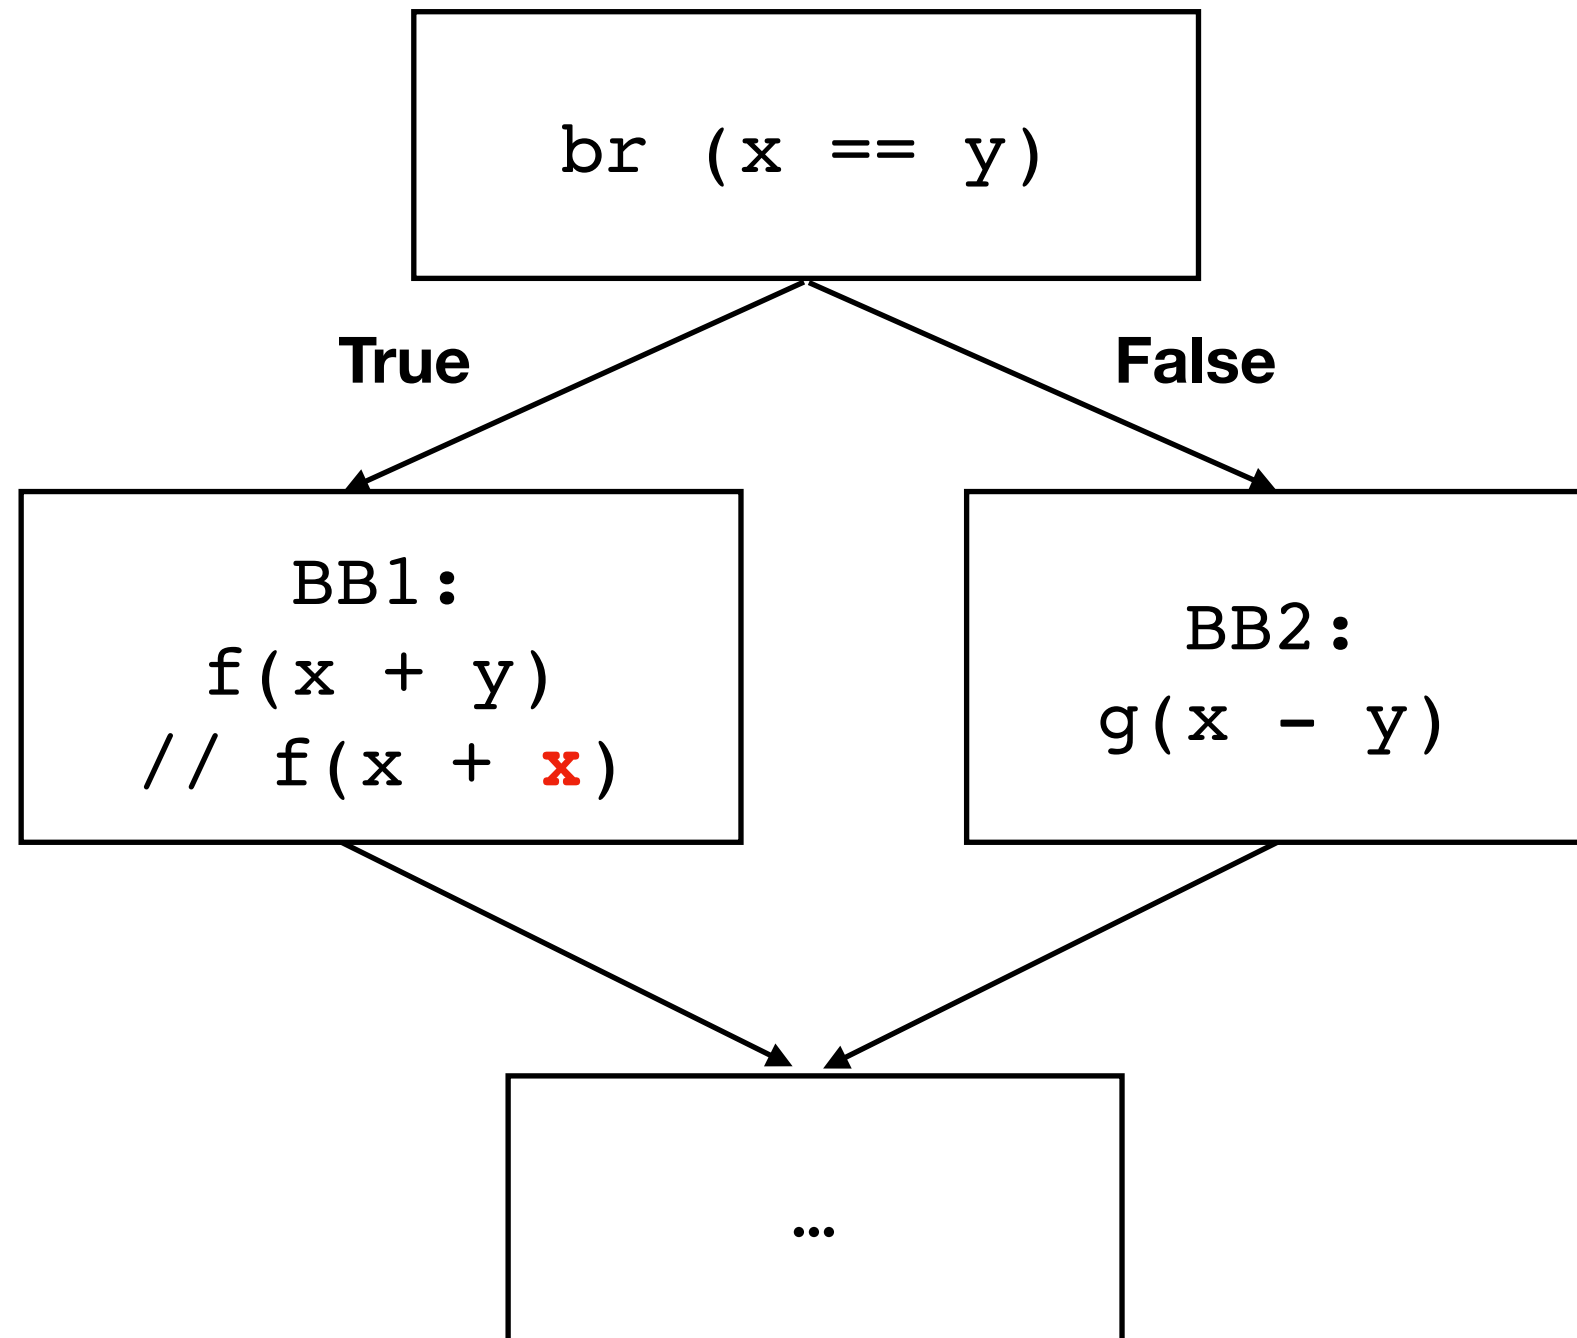 br (x == y)
True
False
BB1:
f(x + y)
// f(x + x)
BB2:
g(x - y)
…